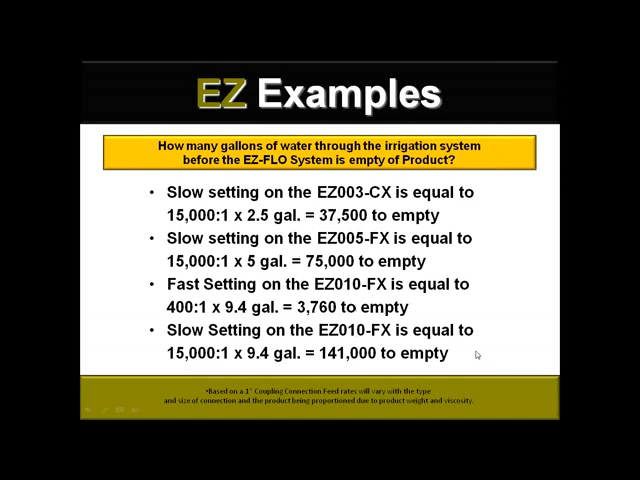 EZ Examples
How many gallons of water through the irrigation system
before the EZ-FLO System is empty of Product?
• Slow setting on the EZ003-CX is equal to
15,000:1 x 2.5 gal. = 37,500 to empty
• Slow setting on the EZ005-FX is equal to
15,000:1 x 5 gal. = 75,000 to empty
• Fast Setting on the EZ010-FX is equal to
400:1 x 9.4 gal. = 3,760 to empty
• Slow Setting on the EZ010-FX is equal to
15,000:1 x 9.4 gal. = 141,000 to empty
•Based on a 1" Coupling Connection Feed rates will vary with the type
and size of connection and the product being proportioned due to product weight and viscosity.